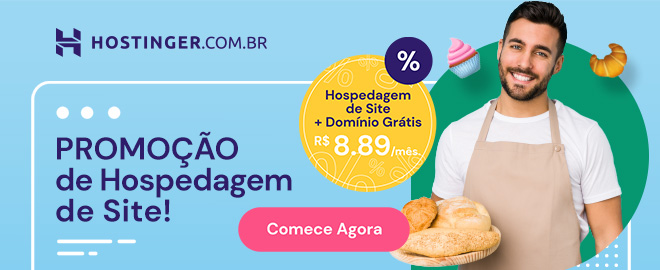 HOSTINGER.COM.BR
%
Hospedagem
de Site
+ Domínio Grátis
R$ 8.89/mês.
%
PROMOÇÃO
de Hospedagem
de Site!
Comece Agora